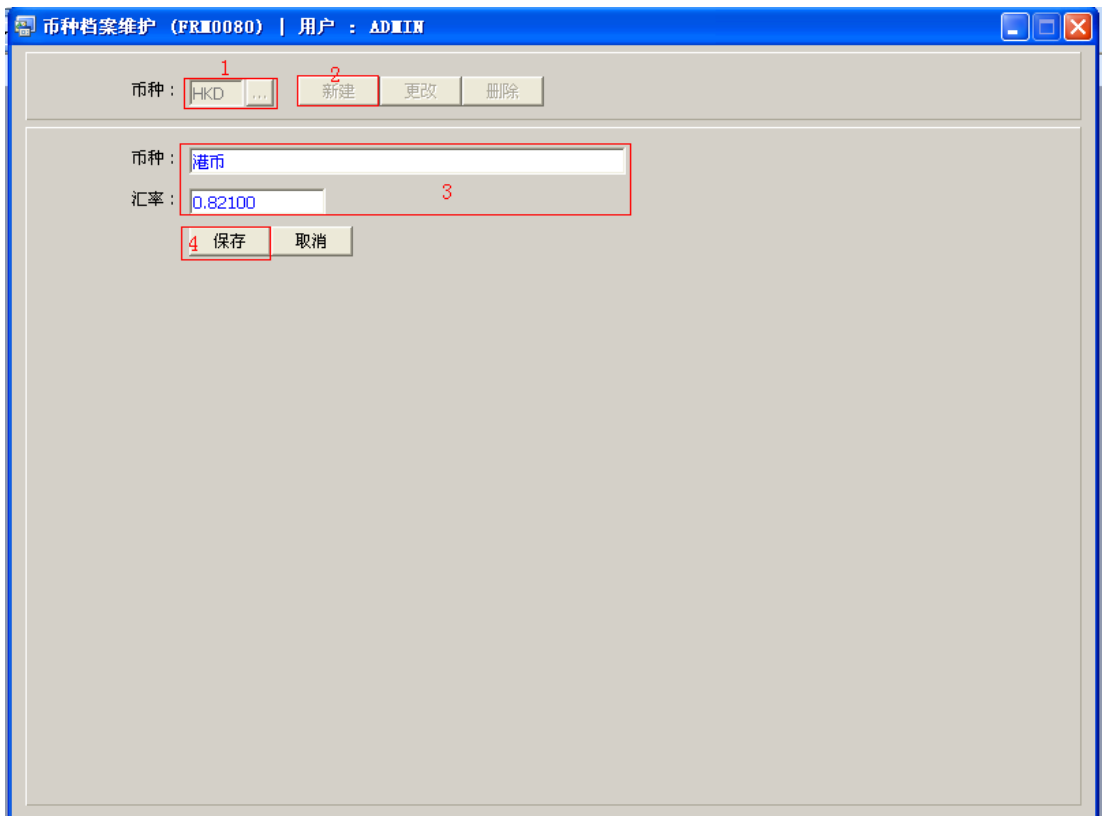 币种档案维护 (FRM0080) | 用户 : ADMIN
1
2
币种： HKD ... 新建 更改 册除
币种： 港币
汇率： 0.82100
3
4 保存 取消